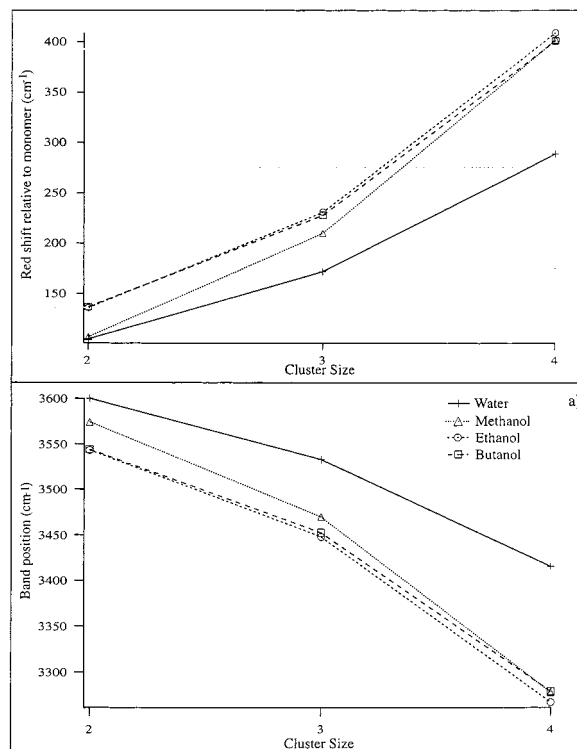 400
350
300
250
200
150
Red shift relative to monomer (cm-1)
2
3
4
Cluster Size
3600
3550
3500
3450
3400
3350
3300
Band position (cm-1)
a)
Water
Methanol
Ethanol
Butanol
2
3
4
Cluster Size